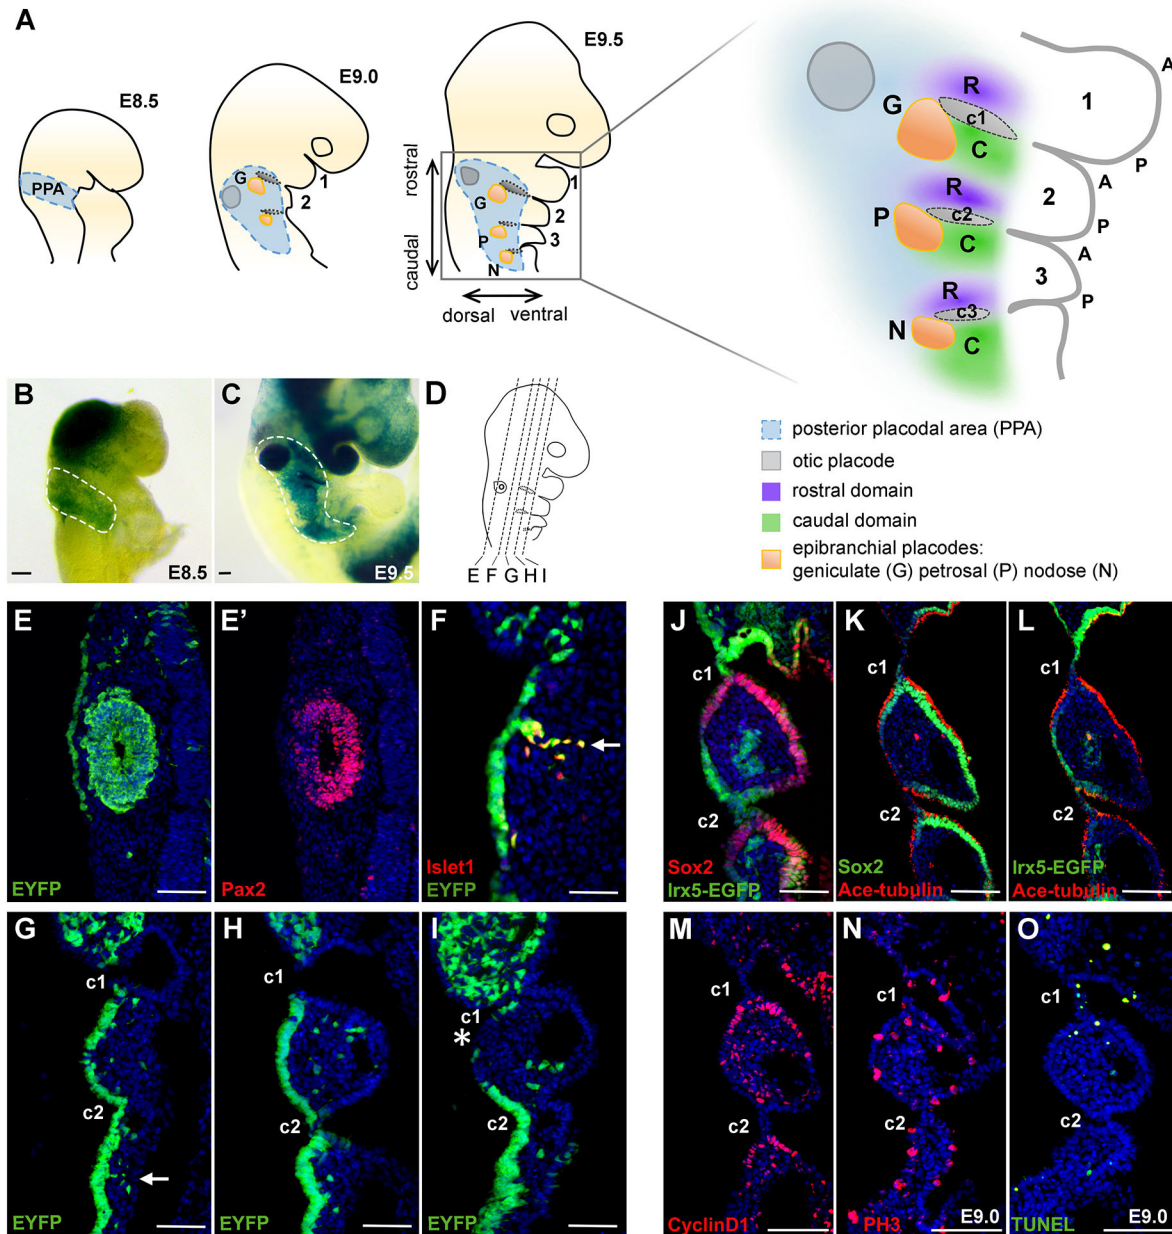 A
E8.5
PPA
E9.0
G
1
2
E9.5
rostral
caudal
1
2
3
G
P
N
dorsal ventral
R
G
c1
C
1
A
P
R
P
c2
C
2
A
P
R
N
c3
C
3
A
P
B
E8.5
C
E9.5
D
E F G H I
posterior placodal area (PPA)
otic placode
rostral domain
caudal domain
epibranchial placodes:
geniculate (G) petrosal (P) nodose (N)
E
EYFP
E'
Pax2
F
Islet1
EYFP
J
c1
c2
Sox2
Irx5-EGFP
K
c1
c2
Sox2
Ace-tubulin
L
c1
c2
Irx5-EGFP
Ace-tubulin
G
c1
c2
EYFP
H
c1
c2
EYFP
I
c1
*
c2
EYFP
M
c1
c2
CyclinD1
N
c1
c2
PH3
E9.0
O
c1
c2
TUNEL
E9.0